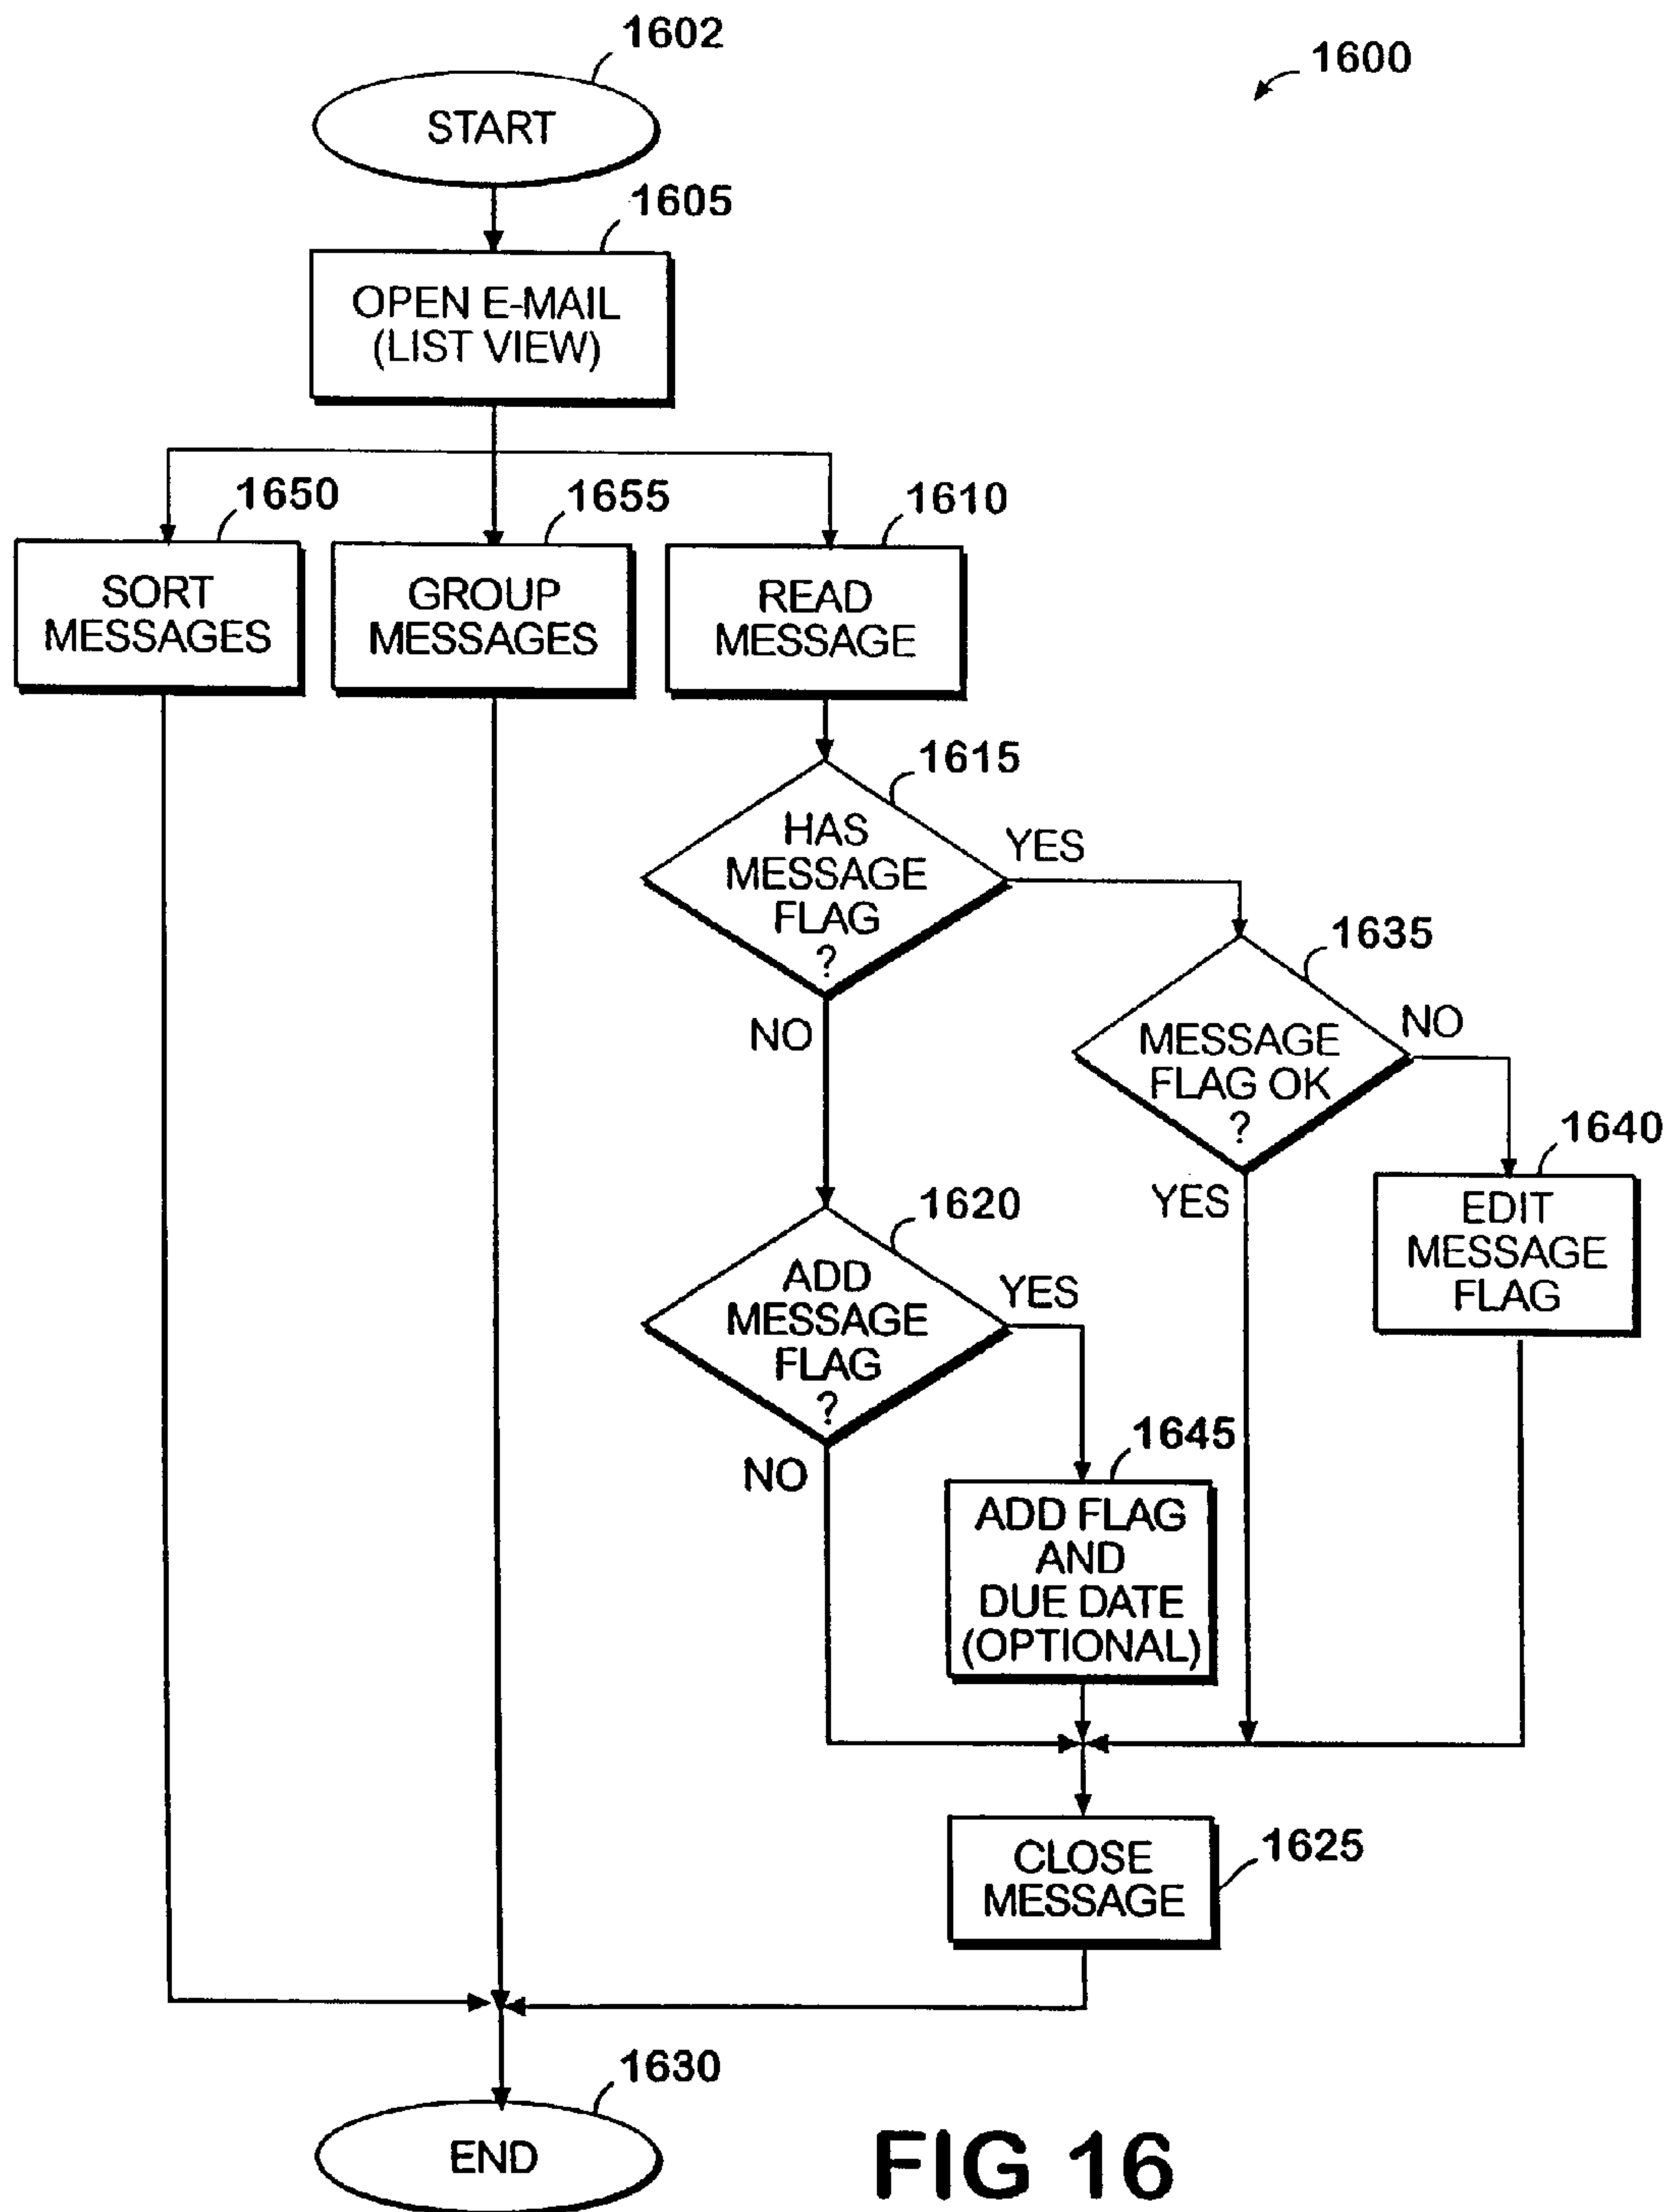 1602
1600
START
1605
OPEN E-MAIL
(LIST VIEW)
1650
1655
1610
SORT
MESSAGES
GROUP
MESSAGES
READ
MESSAGE
1615
HAS
MESSAGE
FLAG
?
YES
NO
1635
MESSAGE
FLAG OK
?
NO
YES
1640
EDIT
MESSAGE
FLAG
1620
ADD
MESSAGE
FLAG
?
YES
NO
1645
ADD FLAG
AND
DUE DATE
(OPTIONAL)
CLOSE
MESSAGE
1625
1630
END
FIG 16